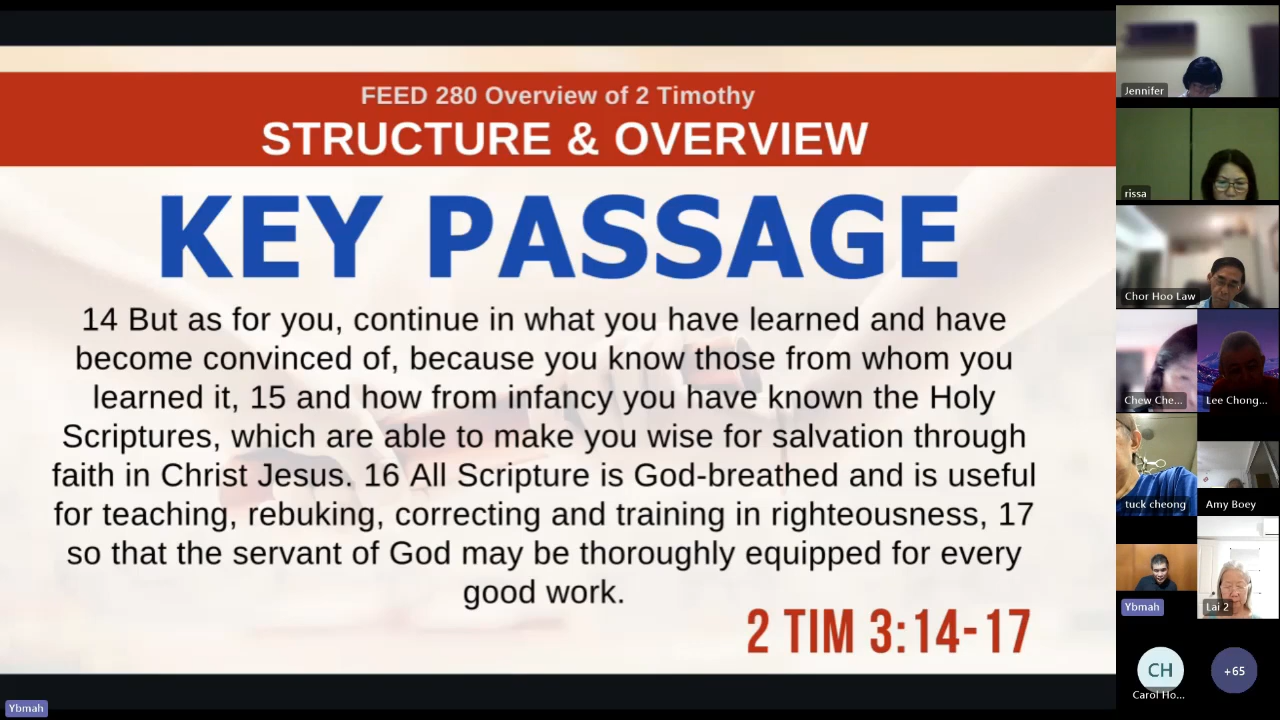 FEED 280 Overview of 2 Timothy
STRUCTURE & OVERVIEW
KEY PASSAGE
14 But as for you, continue in what you have learned and have
become convinced of, because you know those from whom you
learned it, 15 and how from infancy you have known the Holy
Scriptures, which are able to make you wise for salvation through
faith in Christ Jesus. 16 All Scripture is God-breathed and is useful
for teaching, rebuking, correcting and training in righteousness, 17
so that the servant of God may be thoroughly equipped for every
good work.
2 TIM 3:14-17
Ybmah
Jennifer
rissa
Chor Hoo Law
Chew Che...
Lee Chong...
tuck cheong
Amy Boey
Ybmah
Lai 2
CH
Carol Ho...
+65